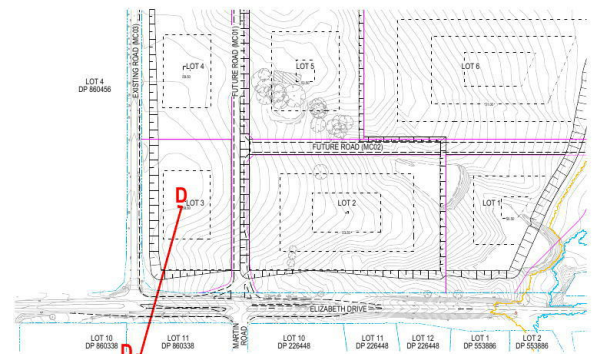 LOT 4
DP 860456
EXISTING ROAD (MC03)
LOT 4
FUTURE ROAD (MC01)
LOT 5
LOT 6
FUTURE ROAD (MC02)
D
LOT 3
LOT 2
LOT 1
ELIZABETH DRIVE
MARTIN
ROAD
LOT 10
DP 860338
LOT 11
DP 860338
LOT 10
DP 226448
LOT 11
DP 226448
LOT 12
DP 226448
LOT 1
DP 553886
LOT 2
DP 553886
D